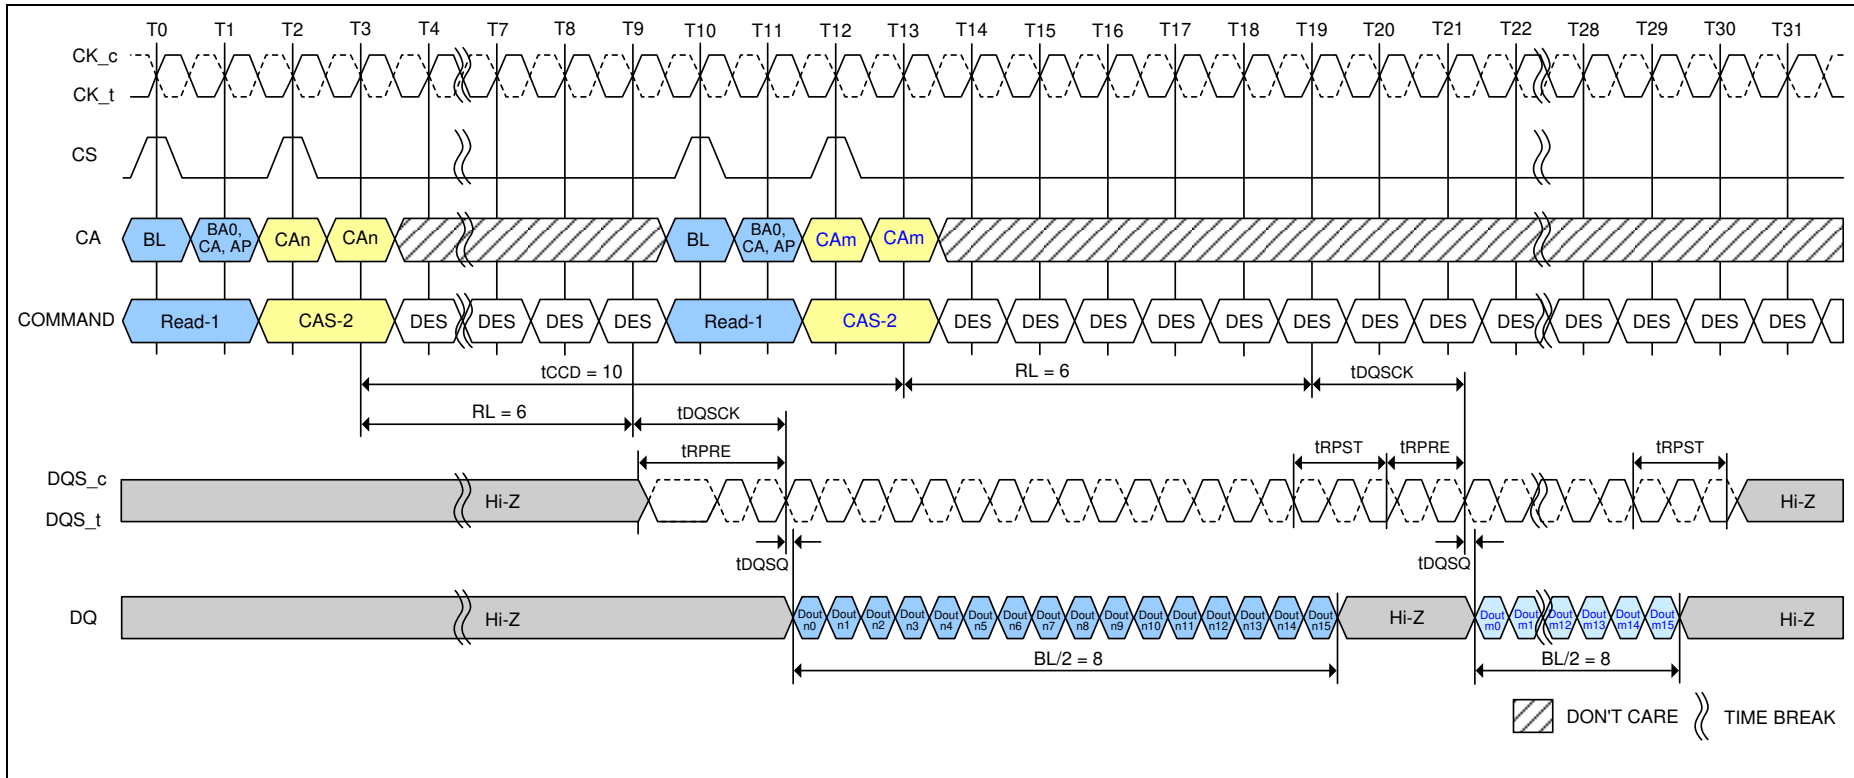 T0 T1 T2 T3 T4 T7 T8 T9 T10 T11 T12 T13 T14 T15 T16 T17 T18 T19 T20 T21 T22 T28 T29 T30 T31
CK_c
CK_t
CS
CA BL BA0, CA, AP CAn CAn BL BA0, CA, AP CAm CAm
COMMAND Read-1 CAS-2 DES DES DES DES Read-1 CAS-2 DES DES DES DES DES DES DES DES DES DES DES DES DES
tCCD = 10 RL = 6 tDQSCK
RL = 6 tDQSCK
tRPRE tRPST tRPRE tRPST
DQS_c
Hi-Z Hi-Z
DQS_t
tDQSQ tDQSQ
DQ Hi-Z Dout n0 Dout n1 Dout n2 Dout n3 Dout n4 Dout n5 Dout n6 Dout n7 Dout n8 Dout n9 Dout n10 Dout n11 Dout n12 Dout n13 Dout n14 Dout n15 Hi-Z Dout m0 Dout m1 Dout m12 Dout m13 Dout m14 Dout m15 Hi-Z
BL/2 = 8 BL/2 = 8
DON'T CARE TIME BREAK